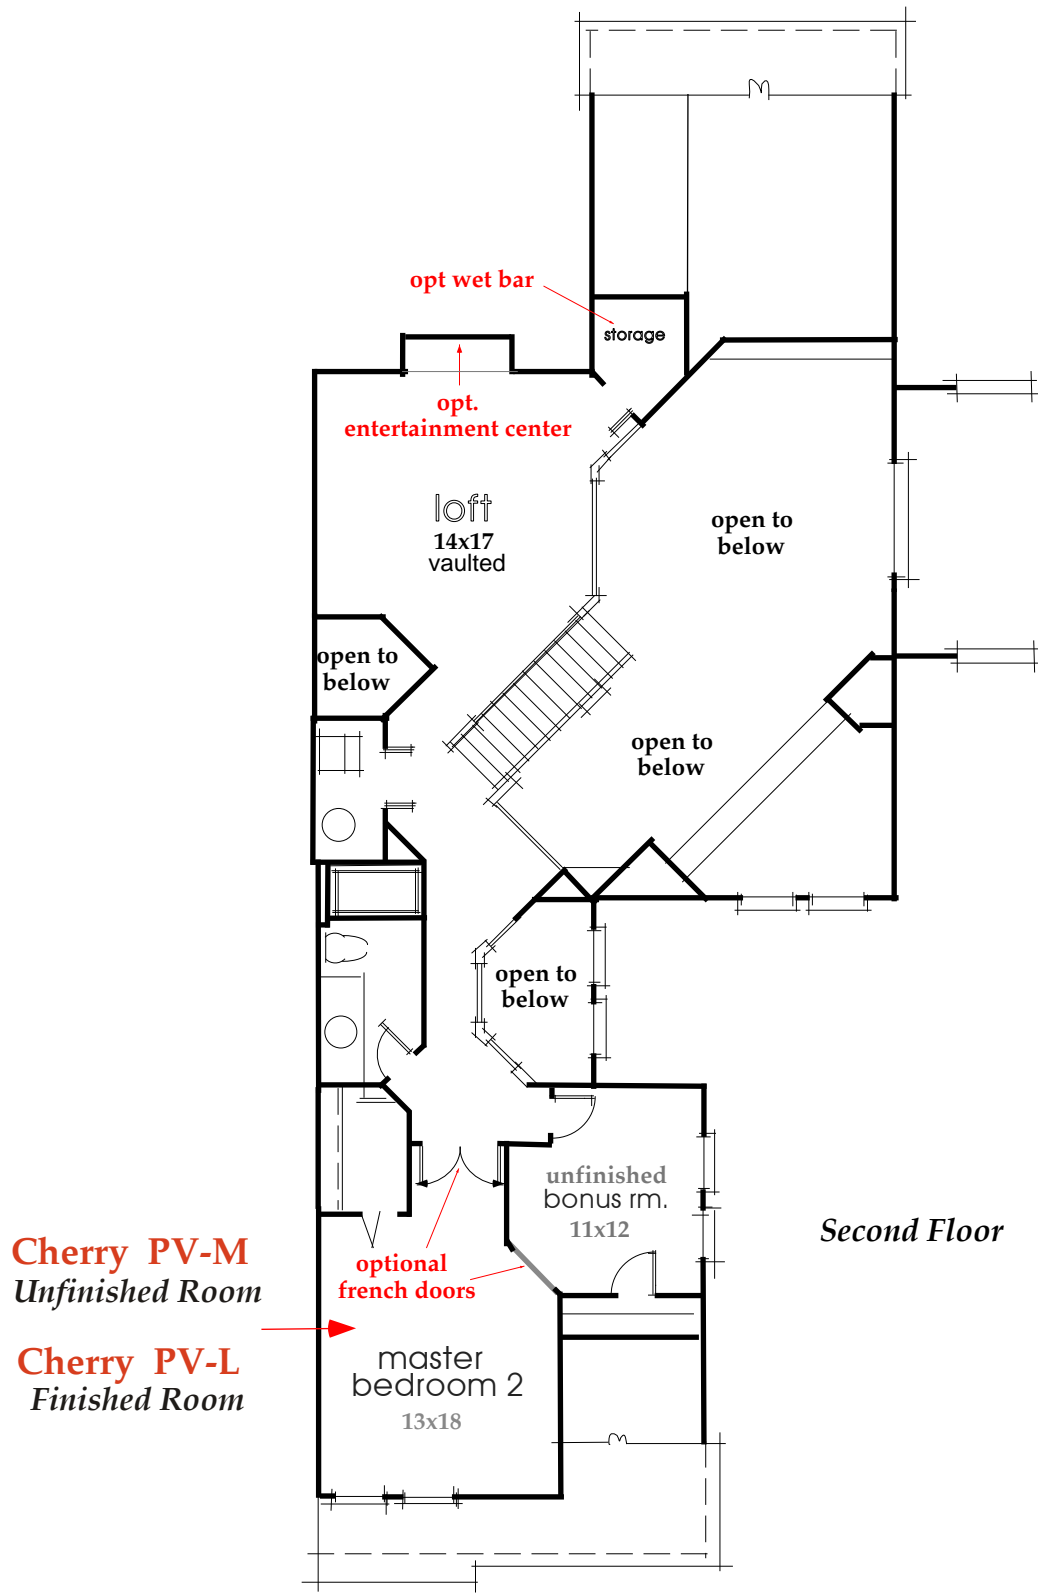 opt wet bar
storage
opt.
entertainment center
loft
14x17
vaulted
open to
below
open to
below
open to
below
open to
below
unfinished
bonus rm.
11x12
Second Floor
Cherry PV-M
Unfinished Room
optional
french doors
Cherry PV-L
Finished Room
master
bedroom 2
13x18